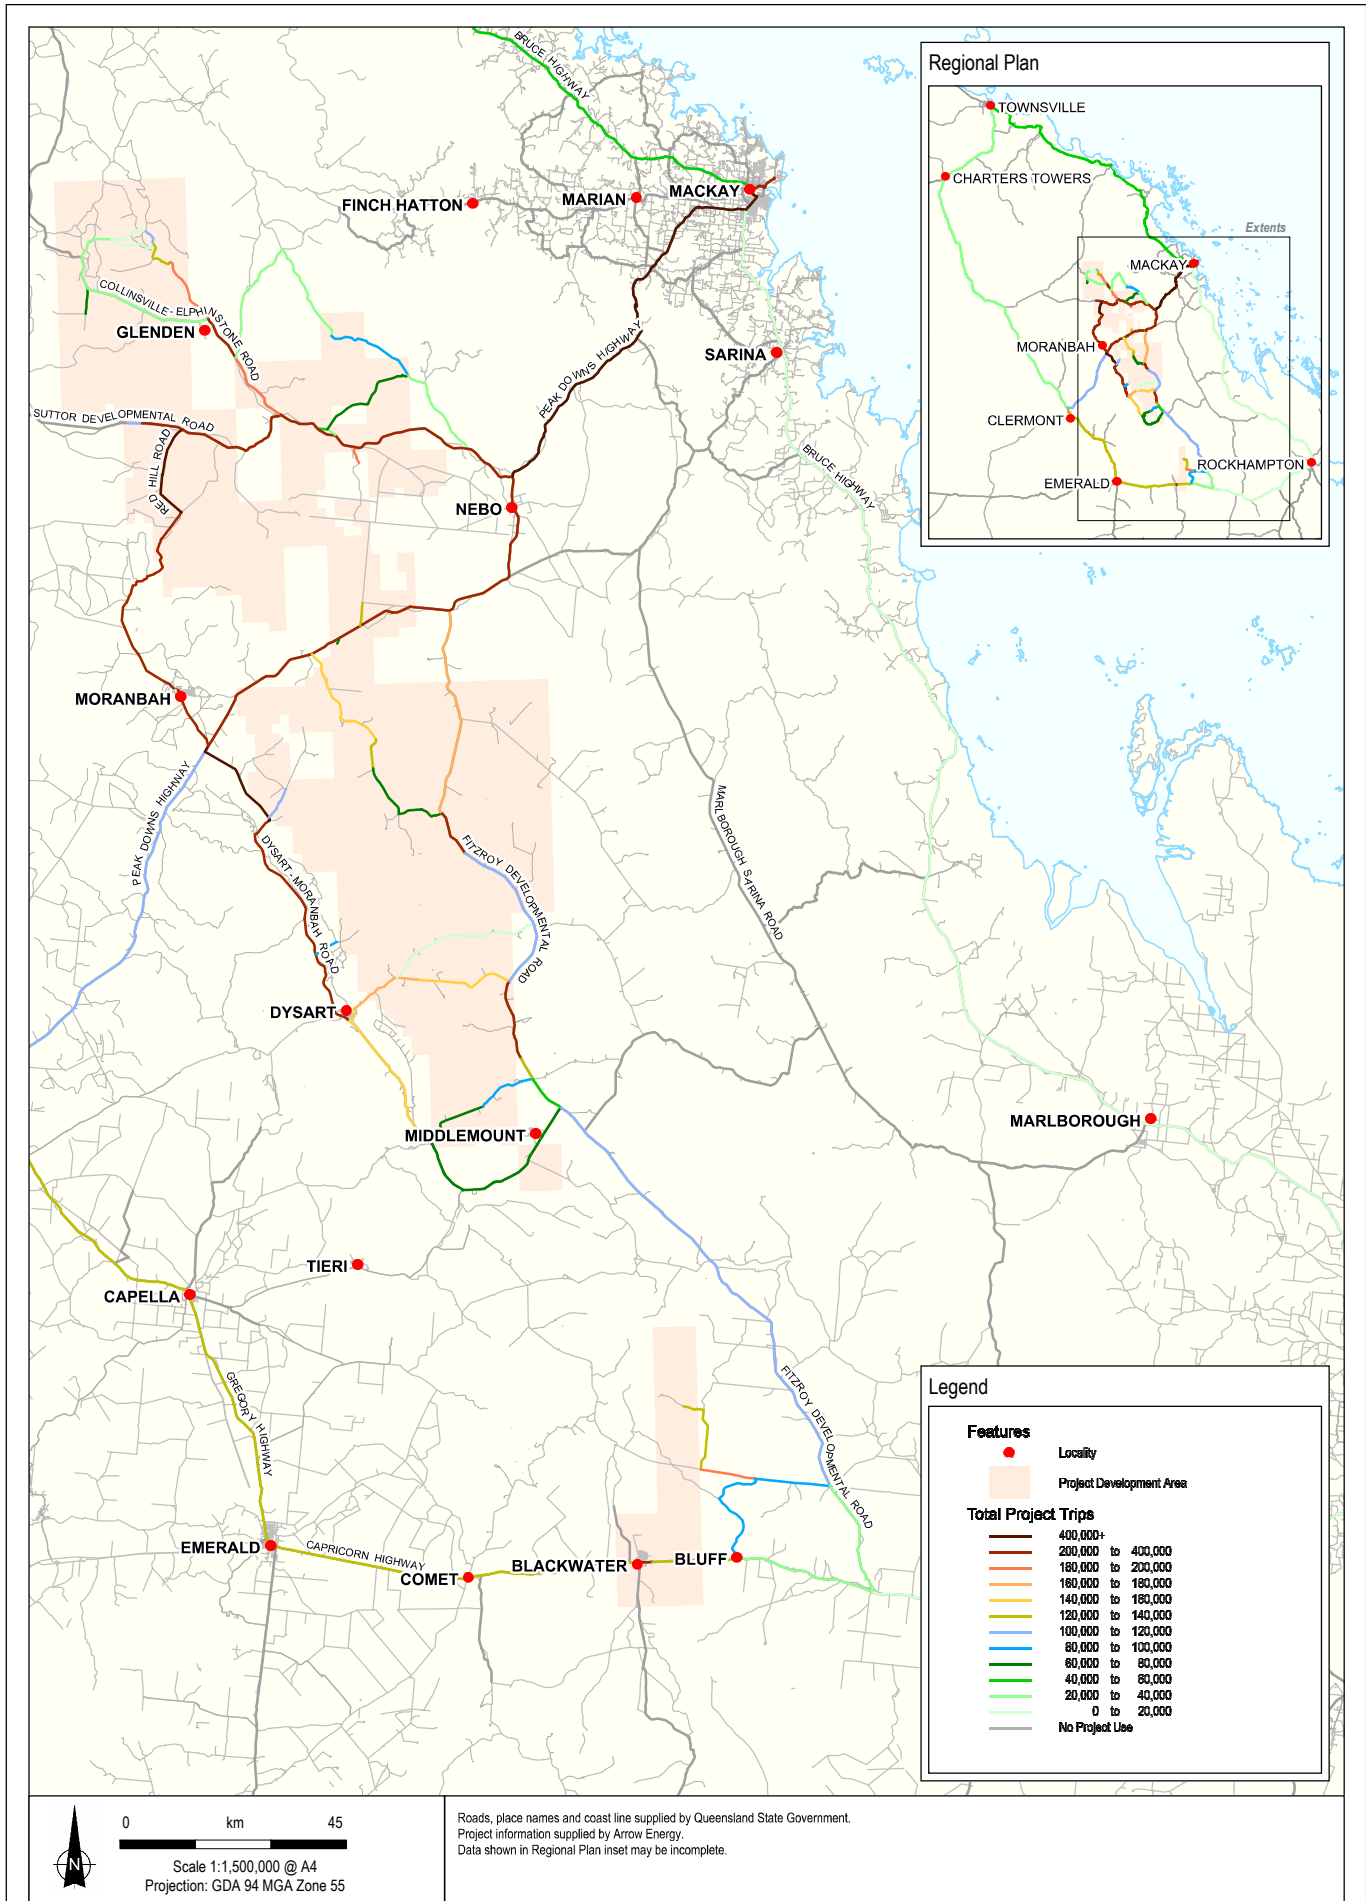 BRUCE HIGHWAY
Regional Plan
TOWNSVILLE
CHARTERS TOWERS
Extents
MACKAY
MORANBAH
CLERMONT
ROCKHAMPTON
EMERALD
FINCH HATTON
MARIAN
MACKAY
COLLINSVILLE - ELPHINSTONE ROAD
GLENDEN
PEAK DOWNS HIGHWAY
SARINA
SUTTOR DEVELOPMENTAL ROAD
RED HILL ROAD
BRUCE HIGHWAY
NEBO
MORANBAH
PEAK DOWNS HIGHWAY
DYSART - MORANBAH ROAD
FITZROY DEVELOPMENTAL ROAD
MARLBOROUGH SARINA ROAD
DYSART
MIDDLEMOUNT
MARLBOROUGH
TIERI
CAPELLA
GREGORY HIGHWAY
FITZROY DEVELOPMENTAL ROAD
EMERALD
CAPRICORN HIGHWAY
COMET
BLACKWATER
BLUFF
Legend
Features
Locality
Project Development Area
Total Project Trips
400,000+
200,000 to 400,000
180,000 to 200,000
160,000 to 180,000
140,000 to 160,000
120,000 to 140,000
100,000 to 120,000
80,000 to 100,000
60,000 to 80,000
40,000 to 60,000
20,000 to 40,000
0 to 20,000
No Project Use
N
0 km 45
Scale 1:1,500,000 @ A4
Projection: GDA 94 MGA Zone 55
Roads, place names and coast line supplied by Queensland State Government.
Project information supplied by Arrow Energy.
Data shown in Regional Plan inset may be incomplete.